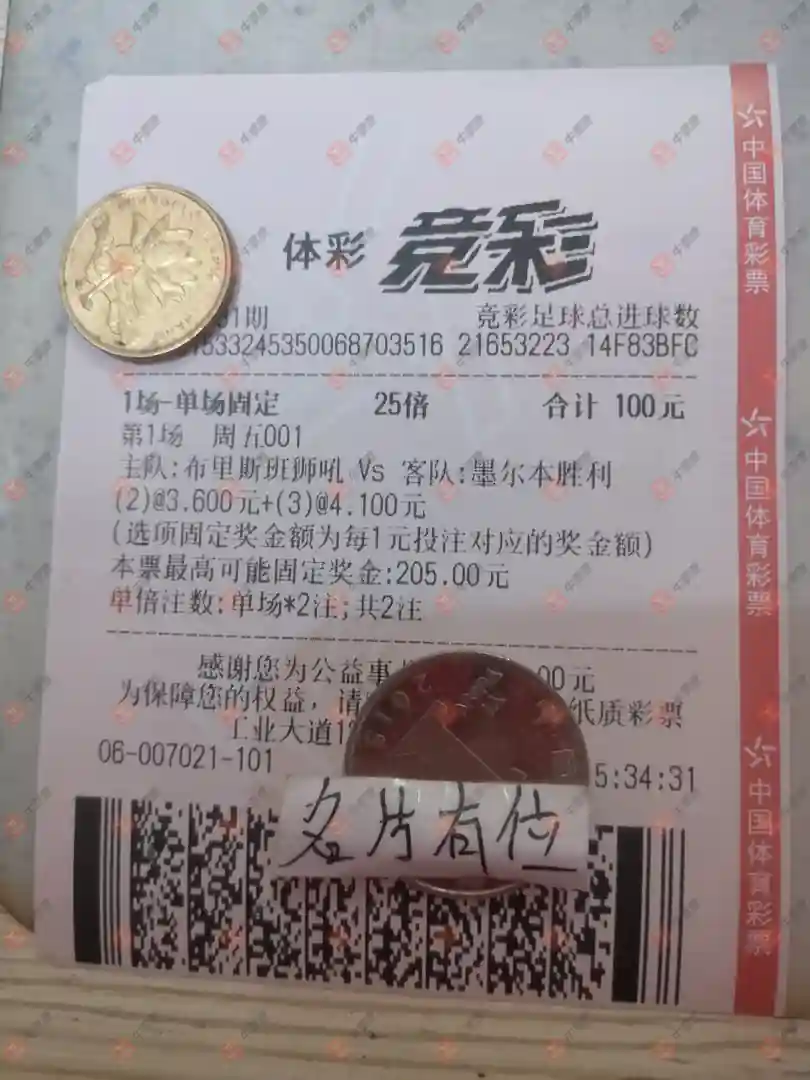 体彩 竞彩
1期 竞彩足球总进球数
33245350068703516 21653223 14F83BFC
1场-单场固定 25倍 合计 100元
第1场 周五001
主队:布里斯班狮吼 Vs 客队:墨尔本胜利
(2)@3.600元+(3)@4.100元
(选项固定奖金额为每1元投注对应的奖金额)
本票最高可能固定奖金:205.00元
单倍注数:单场*2注;共2注
感谢您为公益事 00元
为保障您的权益，请 纸质彩票
工业大道1
06-007021-101 5:34:31
名片有位
中国体育彩票
中国体育彩票
中国体育彩票